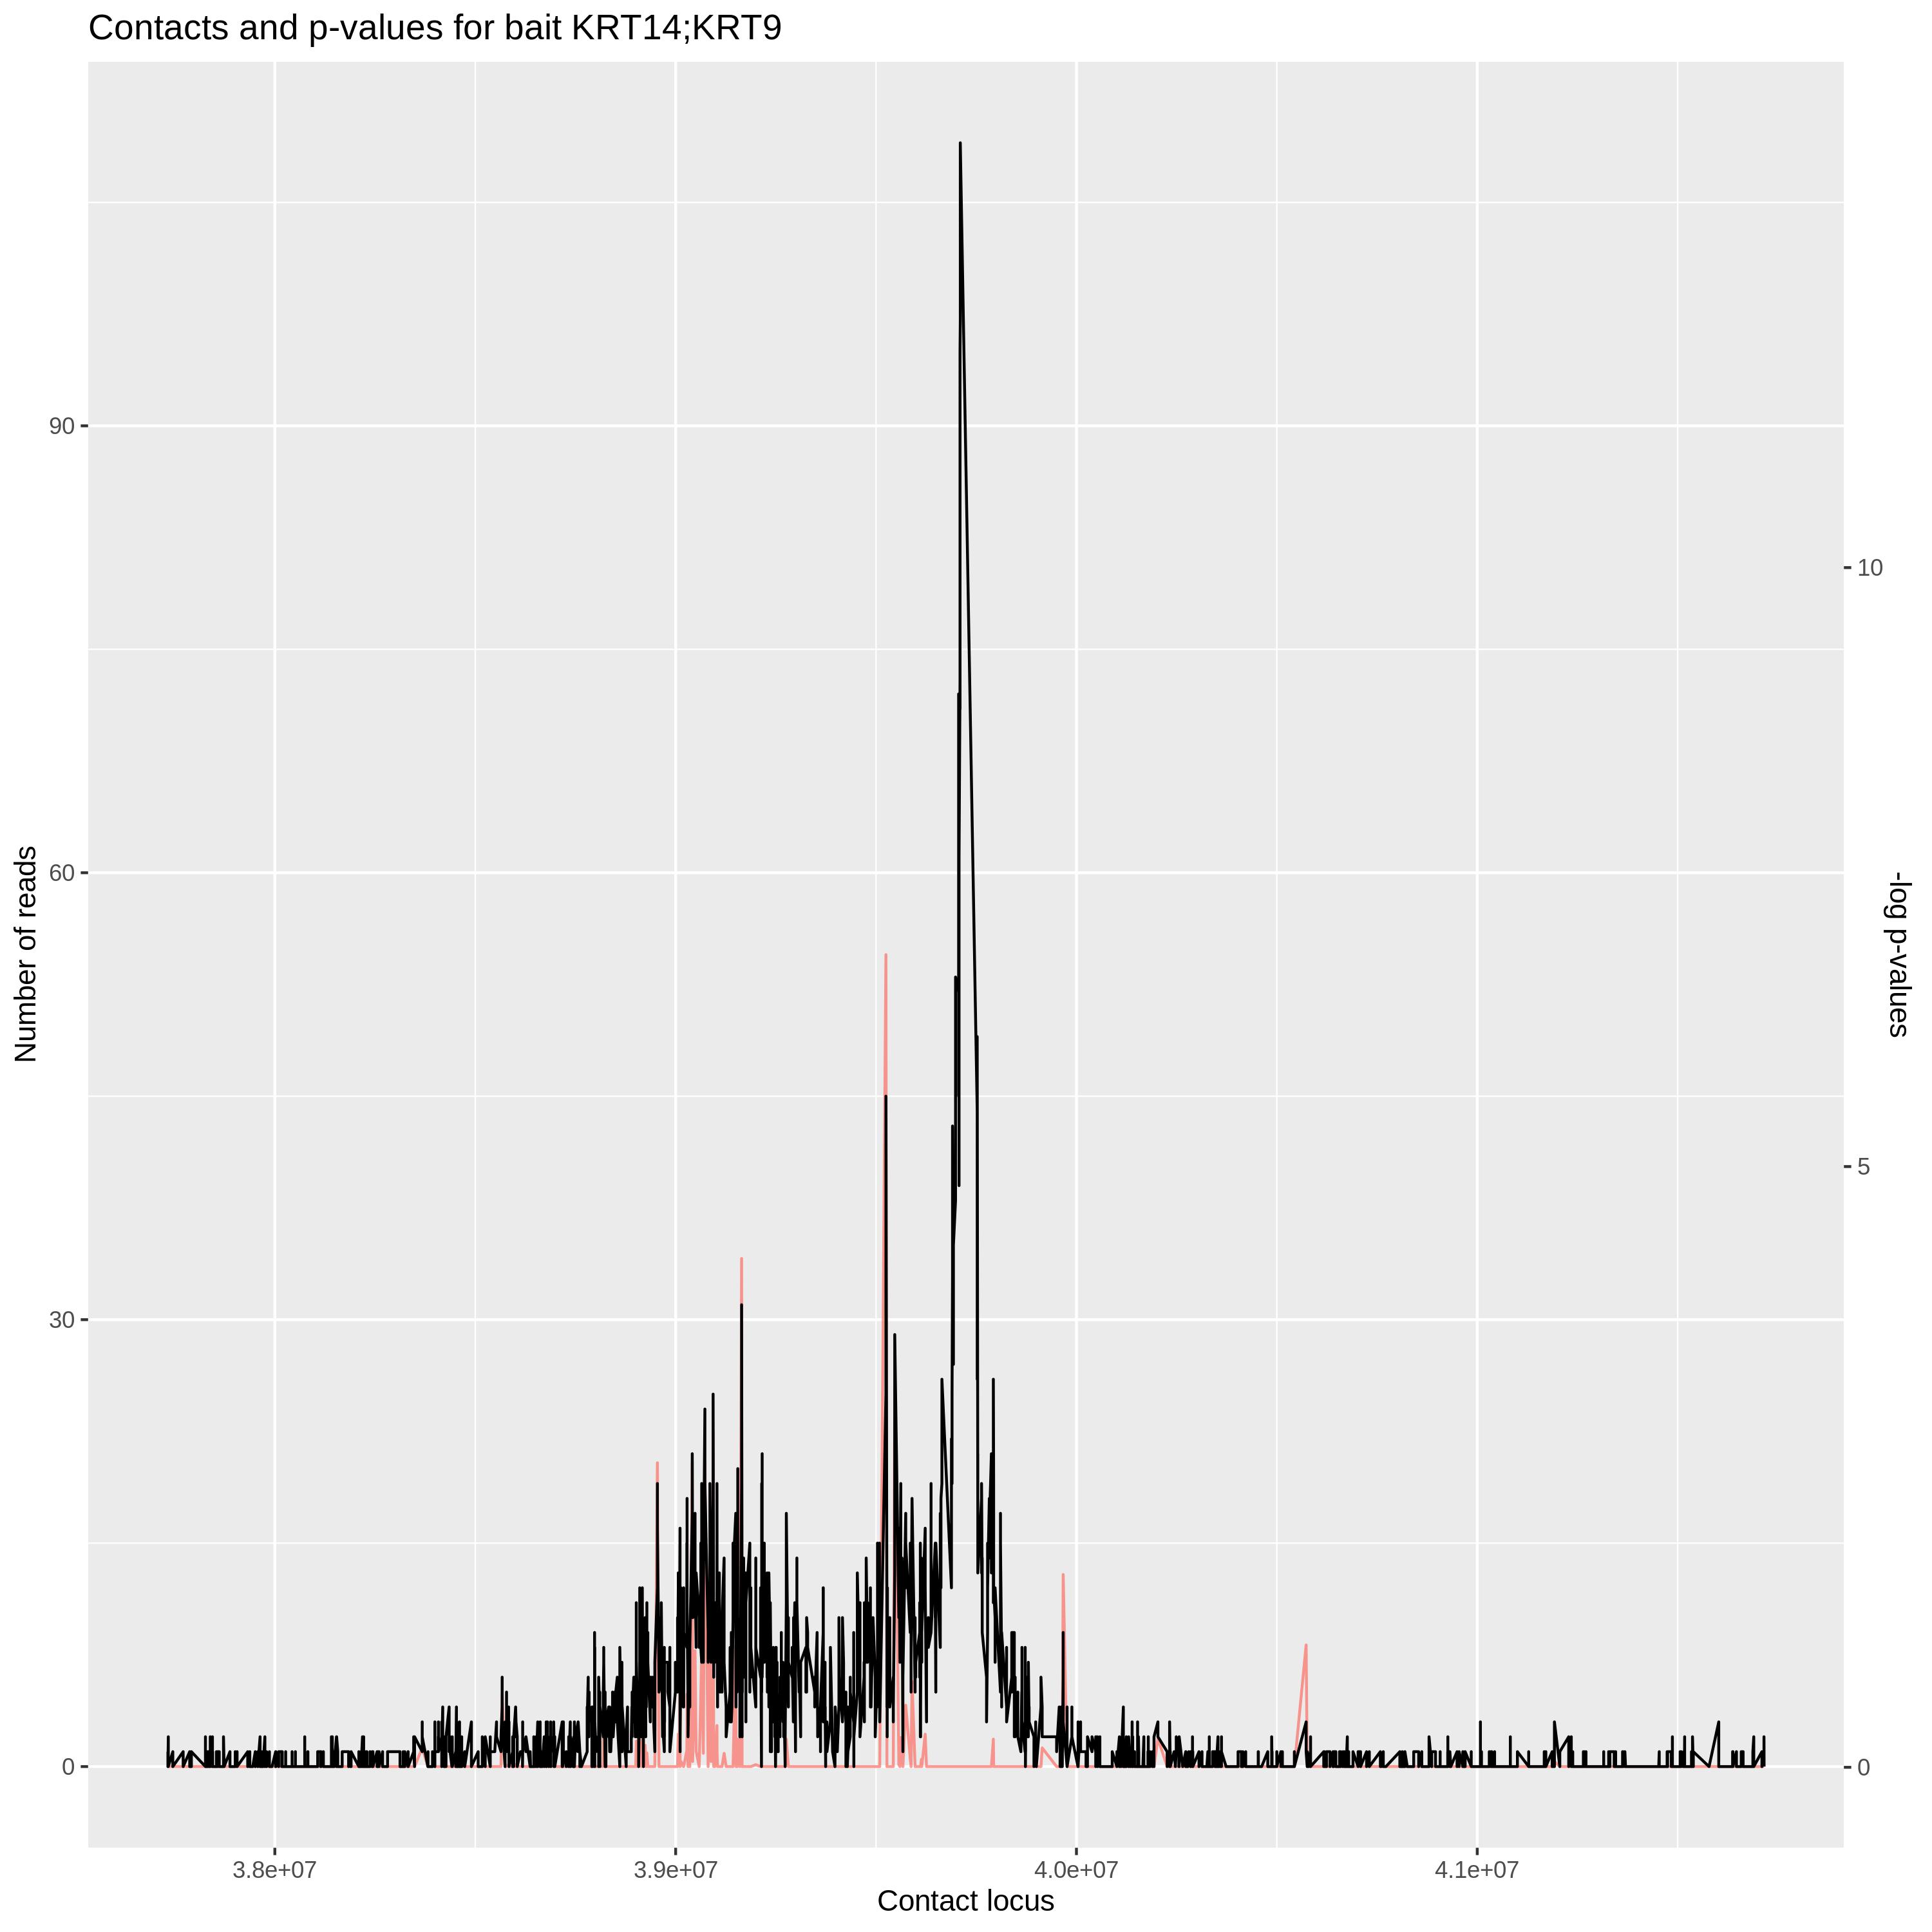 Contacts and p-values for bait KRT14;KRT9
Number of reads
90
60
30
0
10
5
0
-log p-values
3.8e+07
3.9e+07
4.0e+07
4.1e+07
Contact locus